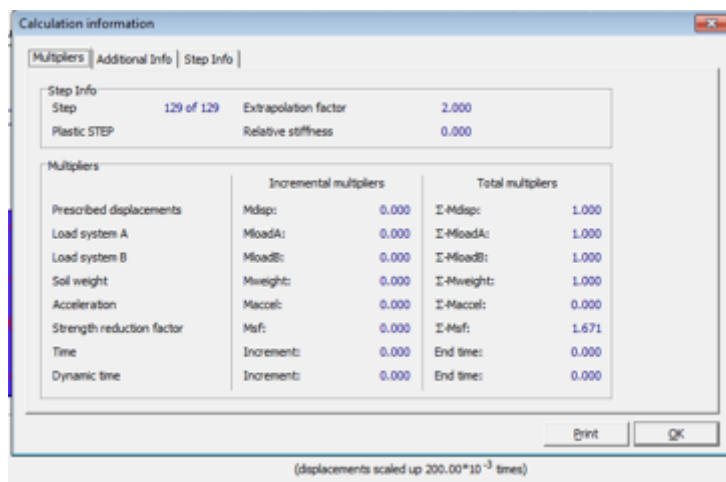 Calculation information
Multipliers Additional Info Step Info
Step Info
Step 129 of 129 Extrapolation factor 2.000
Plastic STEP Relative stiffness 0.000
Multipliers
Incremental multipliers Total multipliers
Prescribed displacements Mdisp: 0.000 Σ-Mdisp: 1.000
Load system A MloadA: 0.000 Σ-MloadA: 1.000
Load system B MloadB: 0.000 Σ-MloadB: 1.000
Soil weight Mweight: 0.000 Σ-Mweight: 1.000
Acceleration Maccel: 0.000 Σ-Maccel: 0.000
Strength reduction factor Msf: 0.000 Σ-Msf: 1.671
Time Increment: 0.000 End time: 0.000
Dynamic time Increment: 0.000 End time: 0.000
Print OK
(displacements scaled up 200.00*10⁻³ times)